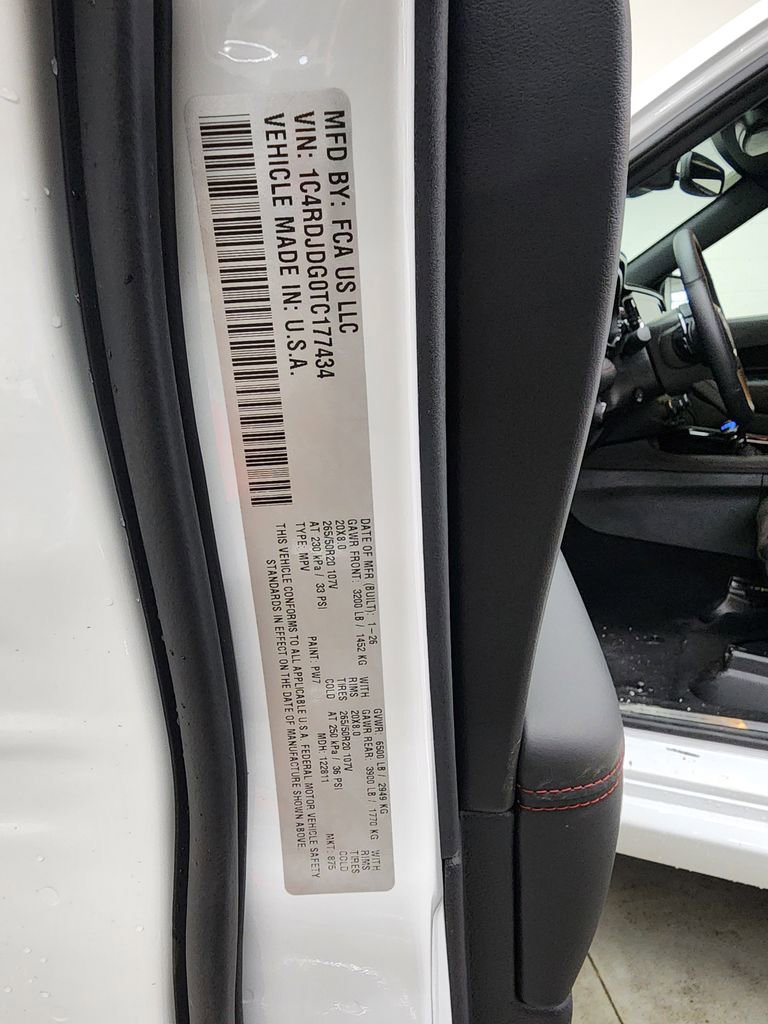 MFD BY: FCA US LLC
VIN: 1C4RDJDG0TC177434
VEHICLE MADE IN: U.S.A.
DATE OF MFR (BUILT): 1-26 GVWR: 6500 LB / 2949 KG
GAWR FRONT: 3200 LB / 1452 KG WITH GAWR REAR: 3900 LB / 1770 KG WITH
20X8.0 RIMS 20X8.0 RIMS
265/50R20 107V TIRES 265/50R20 107V TIRES
AT 230 kPa / 33 PSI COLD AT 250 kPa / 36 PSI COLD
TYPE: MPV PAINT: PW7 MDH: 122811 MKT: 875
THIS VEHICLE CONFORMS TO ALL APPLICABLE U.S.A. FEDERAL MOTOR VEHICLE SAFETY
STANDARDS IN EFFECT ON THE DATE OF MANUFACTURE SHOWN ABOVE.